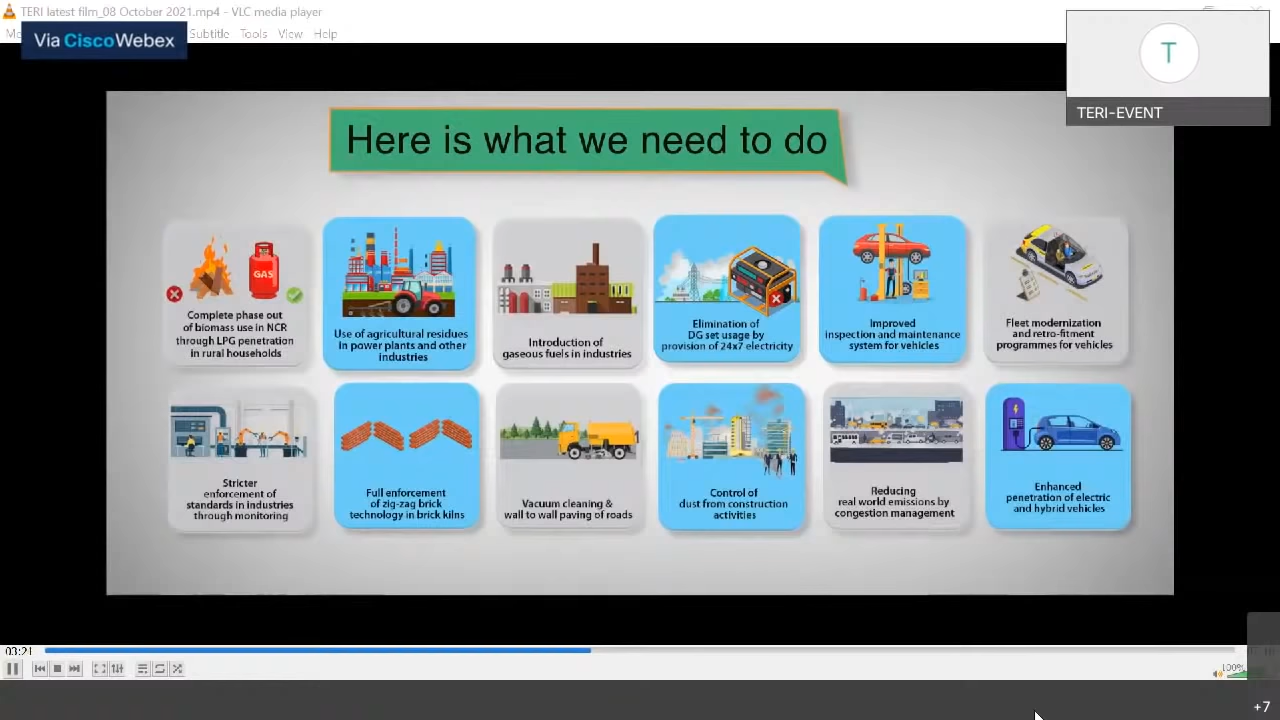 TERI latest film_08 October 2021.mp4 - VLC media player
Via CiscoWebex
Subtitle Tools View Help
T
TERI-EVENT
Here is what we need to do
GAS
Complete phase out
of biomass use in NCR
through LPG penetration
in rural households
Use of agricultural residues
in power plants and other
industries
Introduction of
gaseous fuels in industries
Elimination of
DG set usage by
provision of 24x7 electricity
Improved
inspection and maintenance
system for vehicles
Fleet modernization
and retro-fitment
programmes for vehicles
Stricter
enforcement of
standards in industries
through monitoring
Full enforcement
of zig-zag brick
technology in brick kilns
Vacuum cleaning &
wall to wall paving of roads
Control of
dust from construction
activities
Reducing
real world emissions by
congestion management
Enhanced
penetration of electric
and hybrid vehicles
03:21
100%
+7